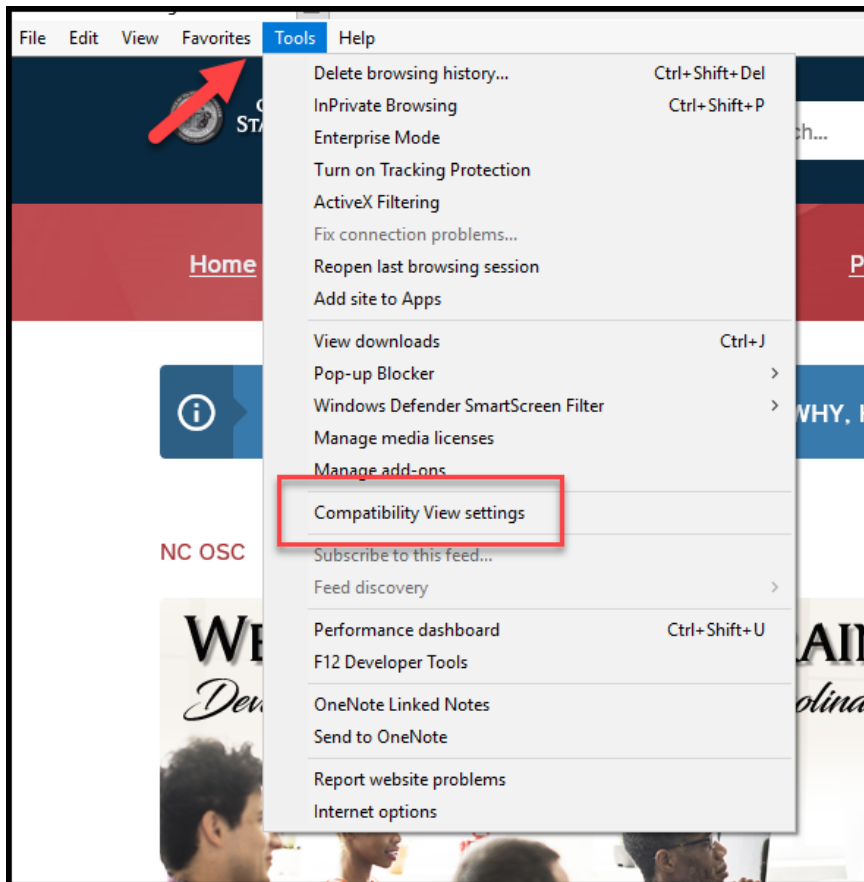 File Edit View Favorites Tools Help
Delete browsing history... Ctrl+Shift+Del
InPrivate Browsing Ctrl+Shift+P
Enterprise Mode
Turn on Tracking Protection
ActiveX Filtering
Fix connection problems...
Reopen last browsing session
Add site to Apps
View downloads Ctrl+J
Pop-up Blocker
Windows Defender SmartScreen Filter
Manage media licenses
Manage add-ons
Compatibility View settings
Subscribe to this feed...
Feed discovery
Performance dashboard Ctrl+Shift+U
F12 Developer Tools
OneNote Linked Notes
Send to OneNote
Report website problems
Internet options
Home
WHY,
NC OSC